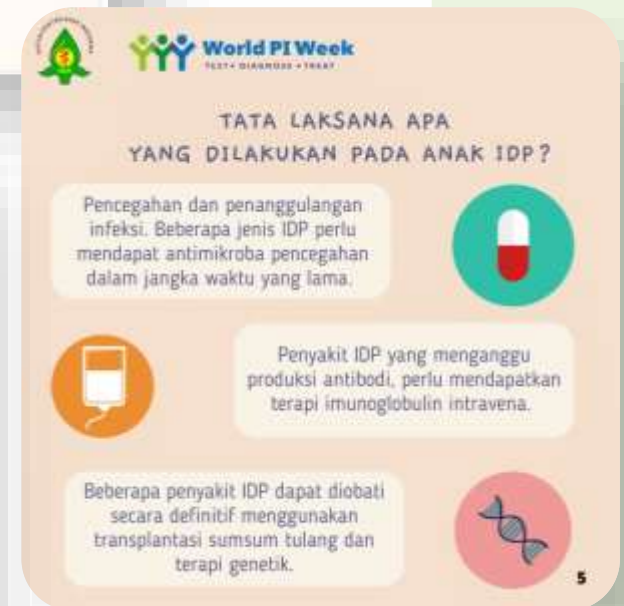 World PI Week
TEST • DIAGNOSE • TREAT
TATA LAKSANA APA
YANG DILAKUKAN PADA ANAK IDP?
Pencegahan dan penanggulangan
infeksi. Beberapa jenis IDP perlu
mendapat antimikroba pencegahan
dalam jangka waktu yang lama.
Penyakit IDP yang menganggu
produksi antibodi, perlu mendapatkan
terapi imunoglobulin intravena.
Beberapa penyakit IDP dapat diobati
secara definitif menggunakan
transplantasi sumsum tulang dan
terapi genetik.
5